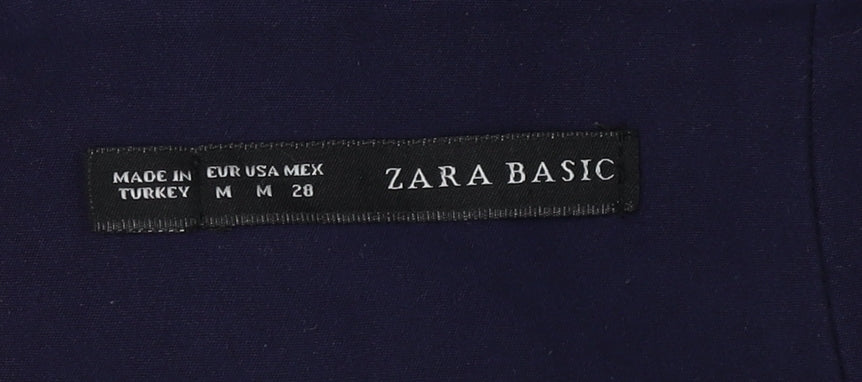 MADE IN
TURKEY
EUR USA MEX
M M 28
ZARA BASIC